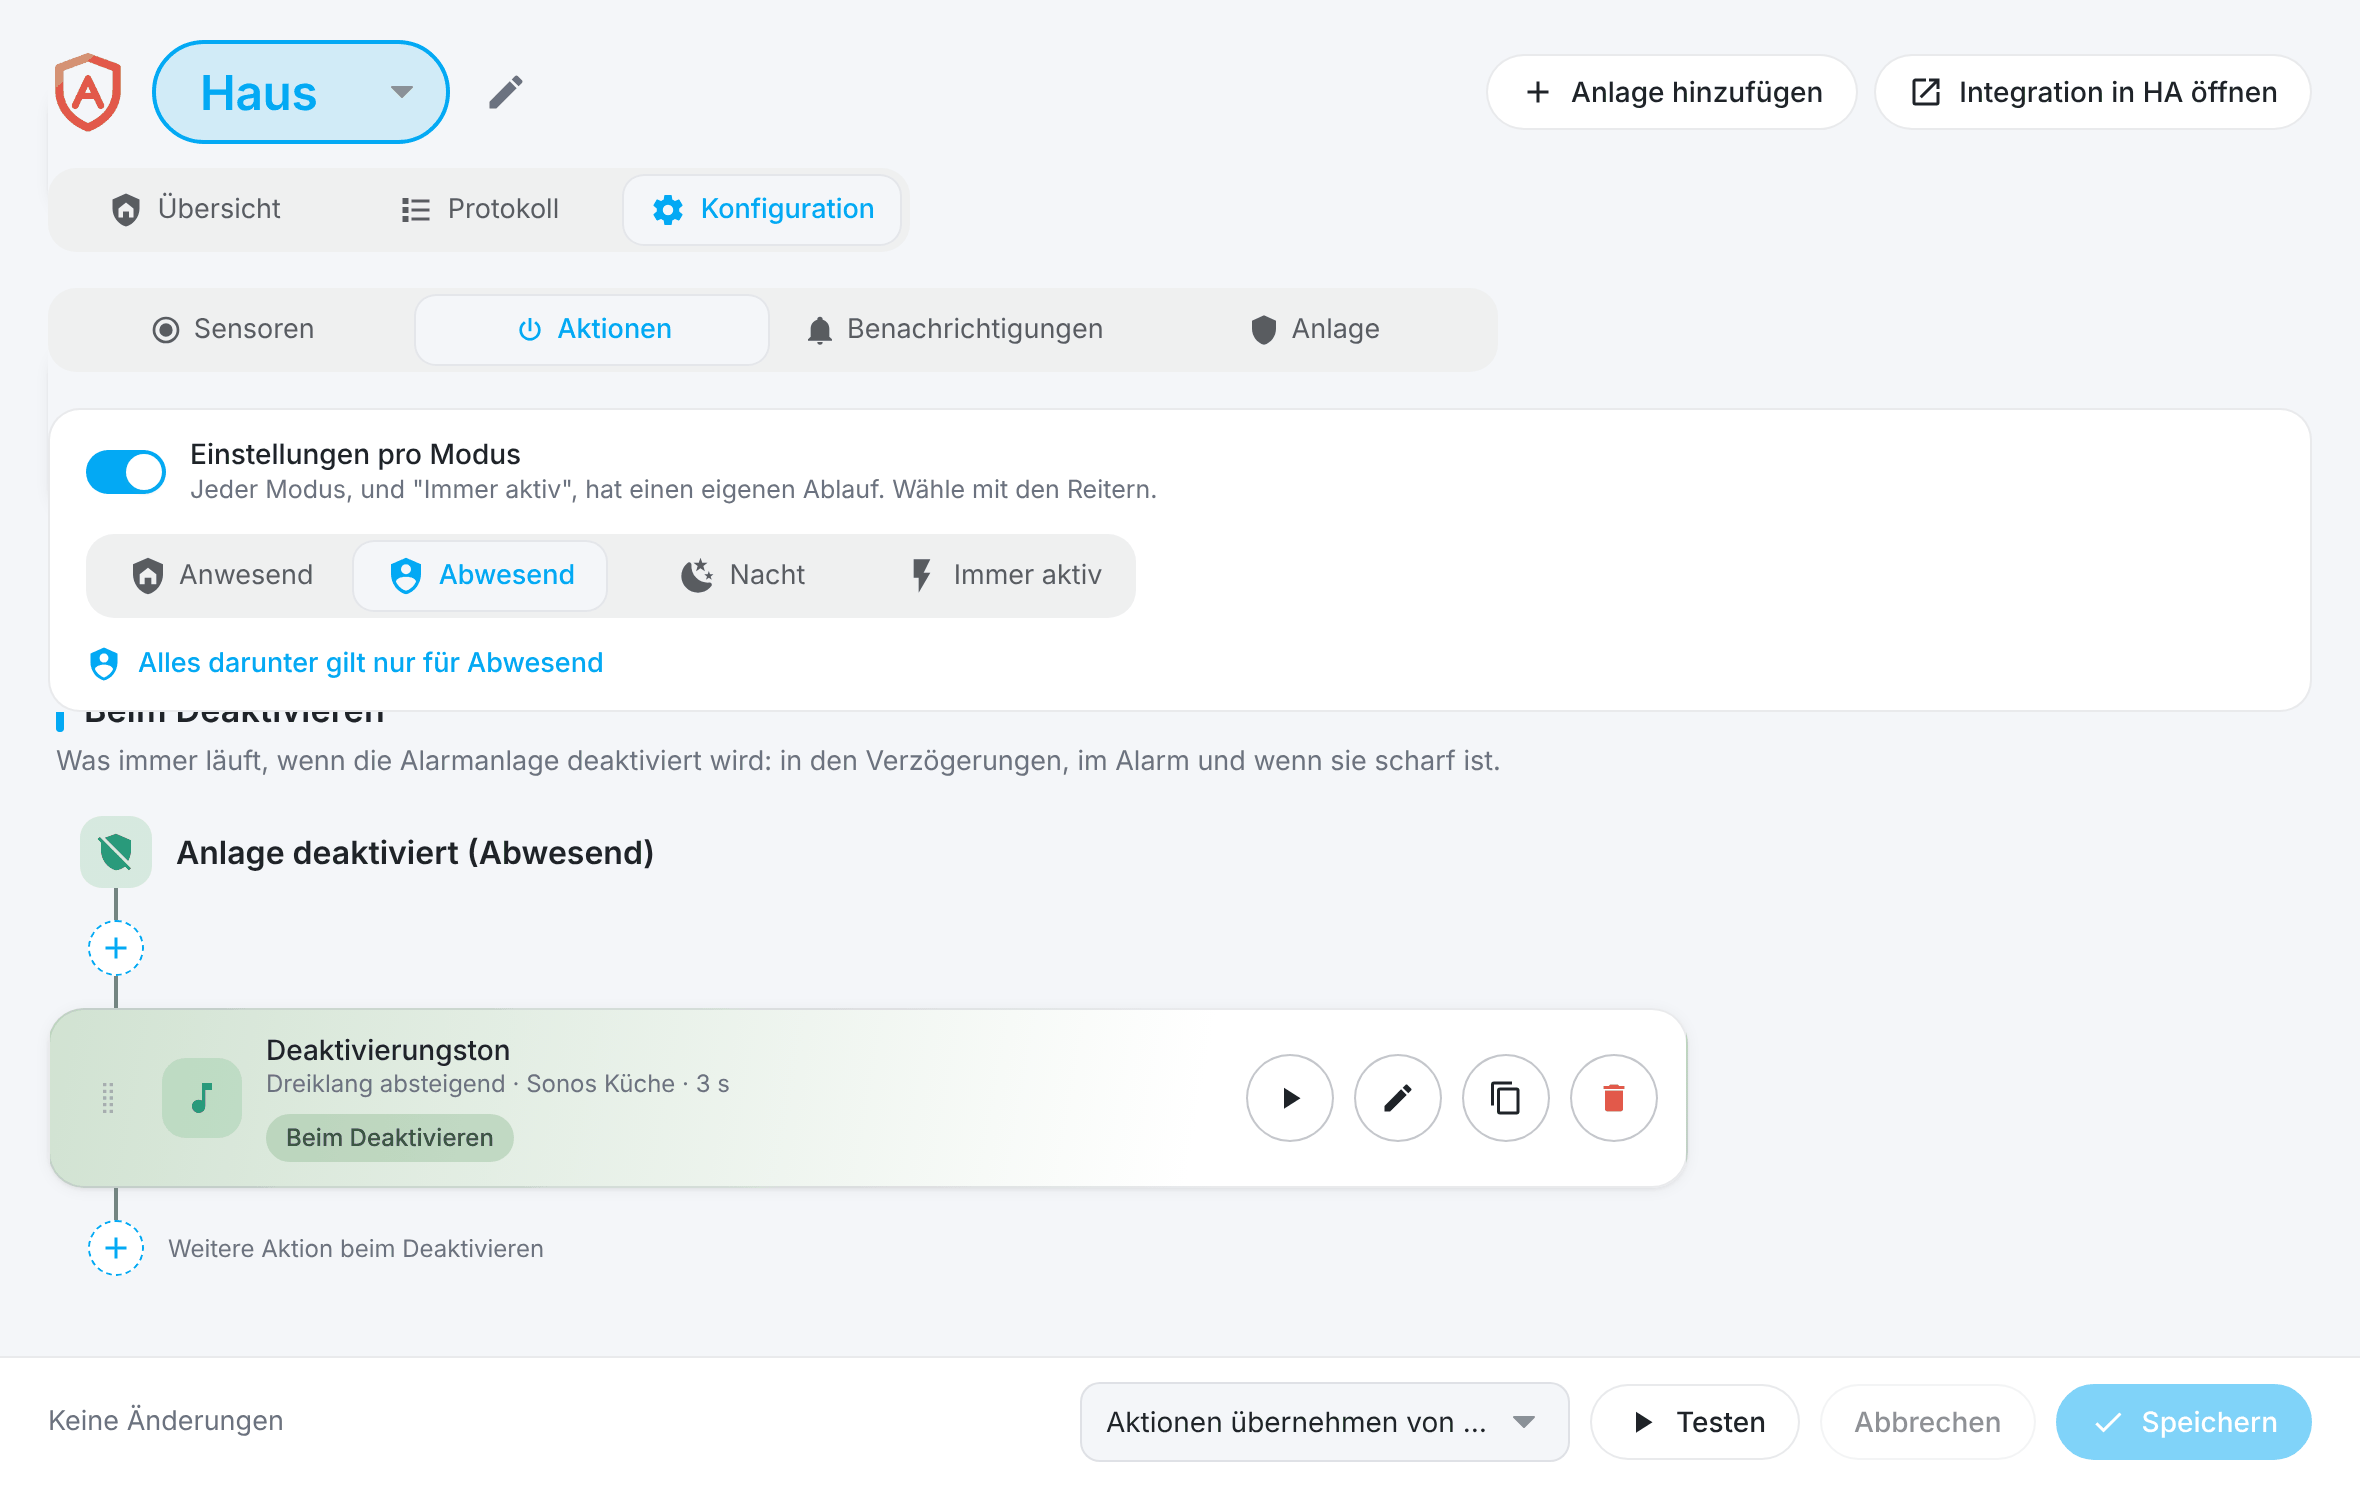 Haus
Anlage hinzufügen
Integration in HA öffnen
Übersicht
Protokoll
Konfiguration
Sensoren
Aktionen
Benachrichtigungen
Anlage
Einstellungen pro Modus
Jeder Modus, und "Immer aktiv", hat einen eigenen Ablauf. Wähle mit den Reitern.
Anwesend
Abwesend
Nacht
Immer aktiv
Alles darunter gilt nur für Abwesend
Beim Deaktivieren
Was immer läuft, wenn die Alarmanlage deaktiviert wird: in den Verzögerungen, im Alarm und wenn sie scharf ist.
Anlage deaktiviert (Abwesend)
Deaktivierungston
Dreiklang absteigend · Sonos Küche · 3 s
Beim Deaktivieren
Weitere Aktion beim Deaktivieren
Keine Änderungen
Aktionen übernehmen von ...
Testen
Abbrechen
Speichern